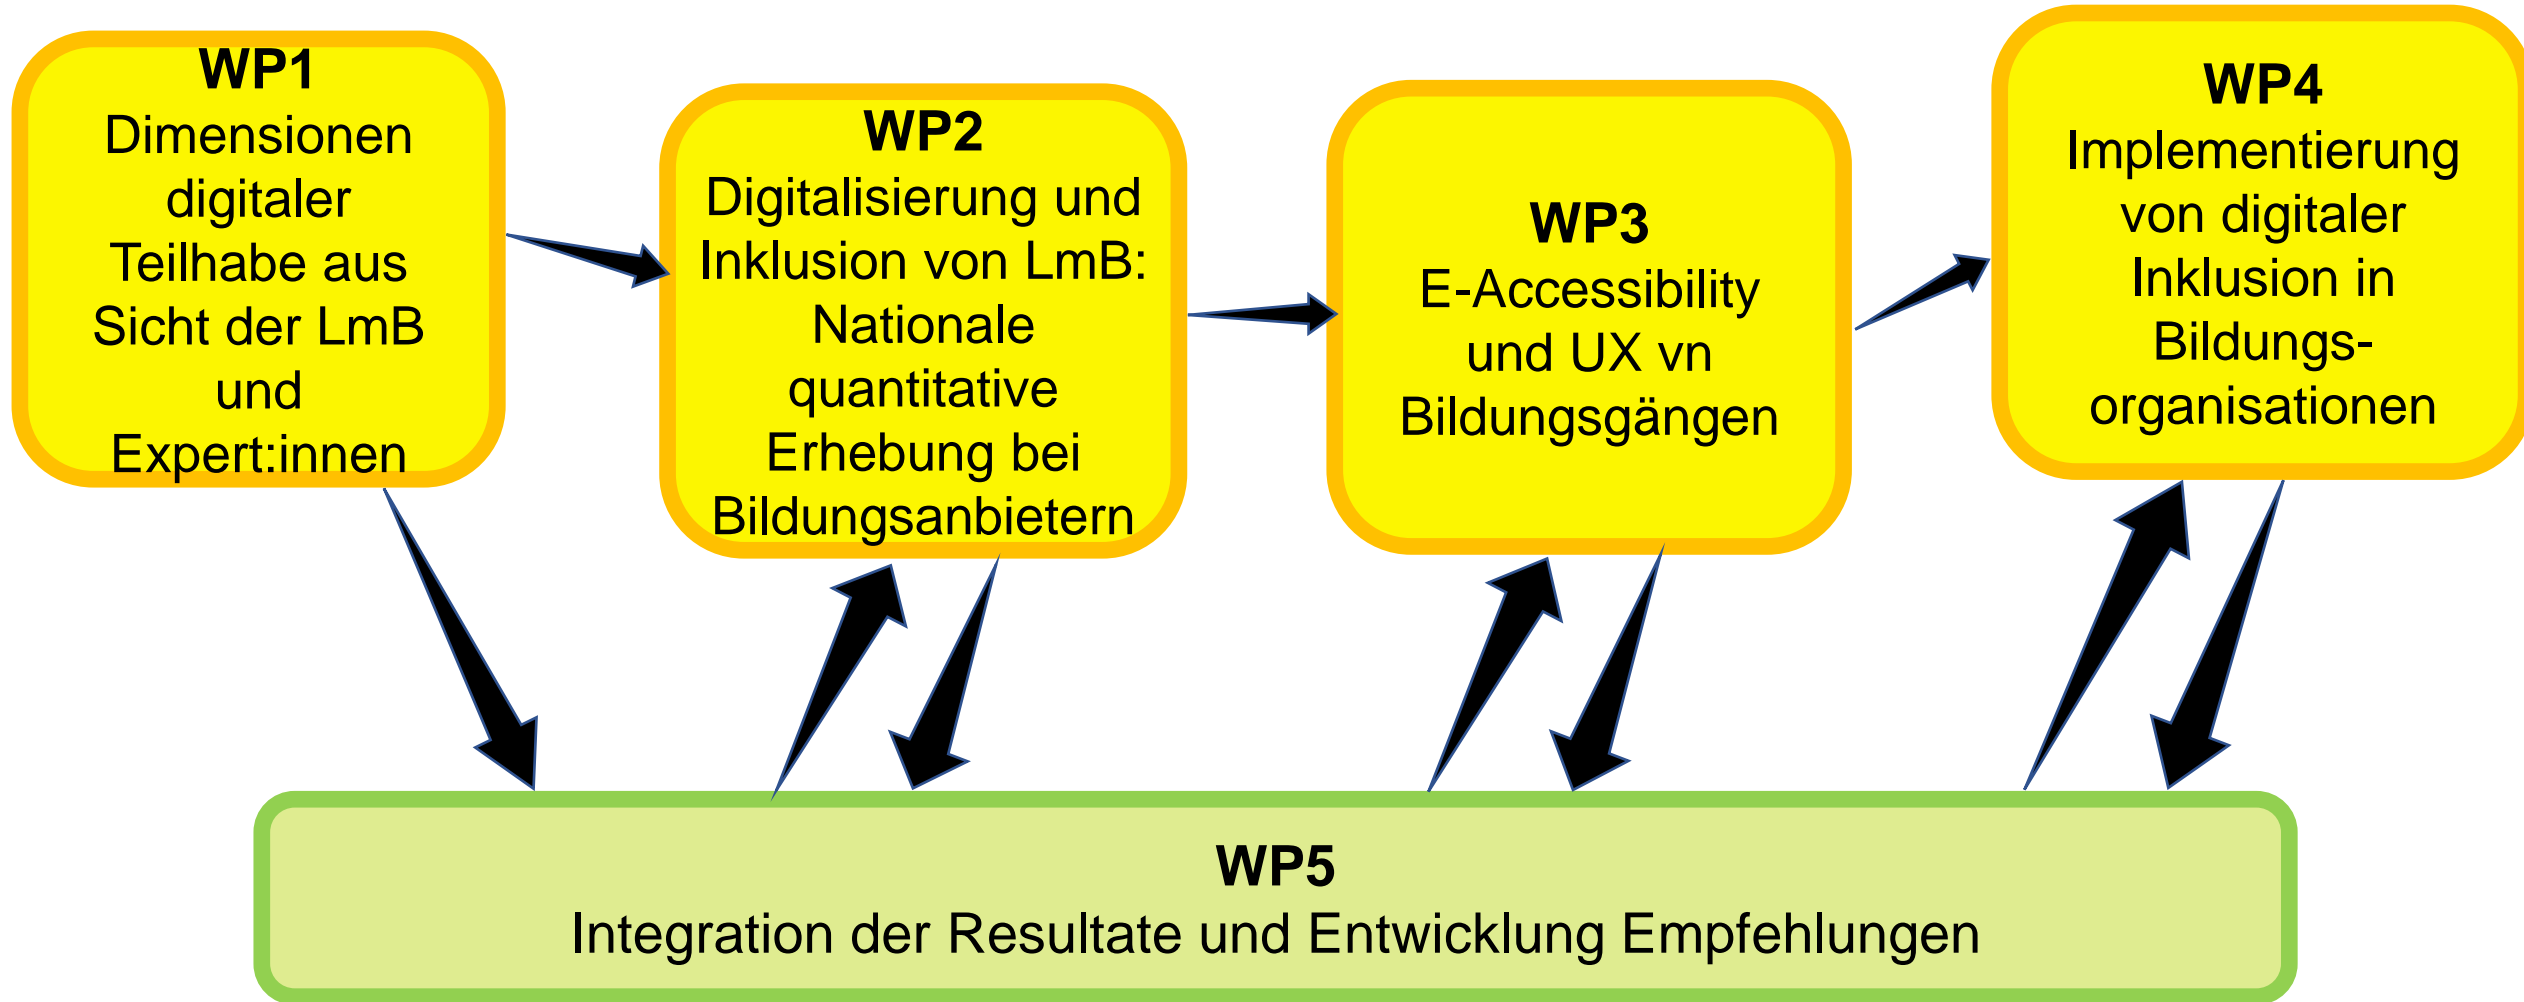 WP1
Dimensionen
digitaler
Teilhabe aus
Sicht der LmB
und
Expert:innen
WP2
Digitalisierung und
Inklusion von LmB:
Nationale
quantitative
Erhebung bei
Bildungsanbietern
WP3
E-Accessibility
und UX vn
Bildungsgängen
WP4
Implementierung
von digitaler
Inklusion in
Bildungs-
organisationen
WP5
Integration der Resultate und Entwicklung Empfehlungen